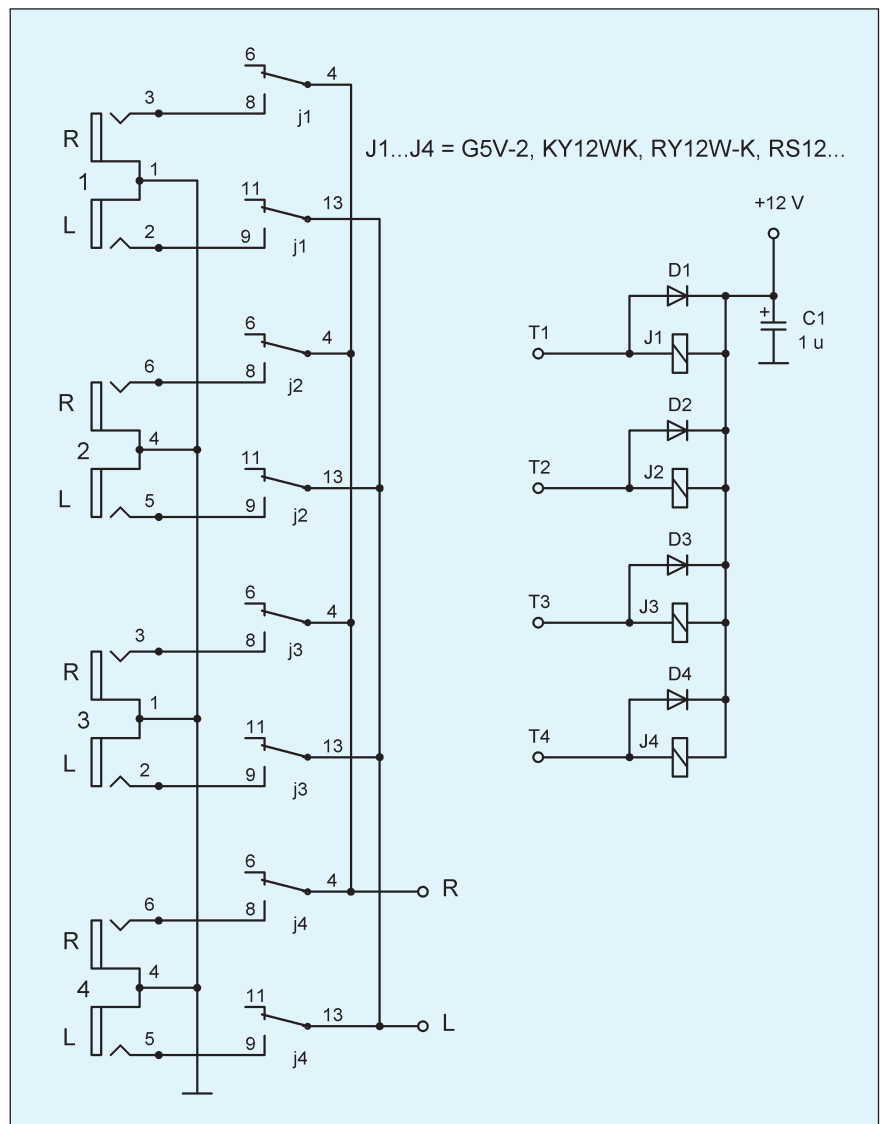 6
4
3
8
j1
R
1
1
11
13
L
2
9
j1
J1...J4 = G5V-2, KY12WK, RY12W-K, RS12...
6
4
6
8
j2
R
4
2
11
13
L
5
9
j2
6
4
3
8
j3
R
1
3
11
13
L
2
9
j3
6
4
R
6
8
j4
R
4
4
11
13
L
L
5
9
j4
+12 V
D1
+
C1
1 u
T1
J1
D2
T2
J2
D3
T3
J3
D4
T4
J4